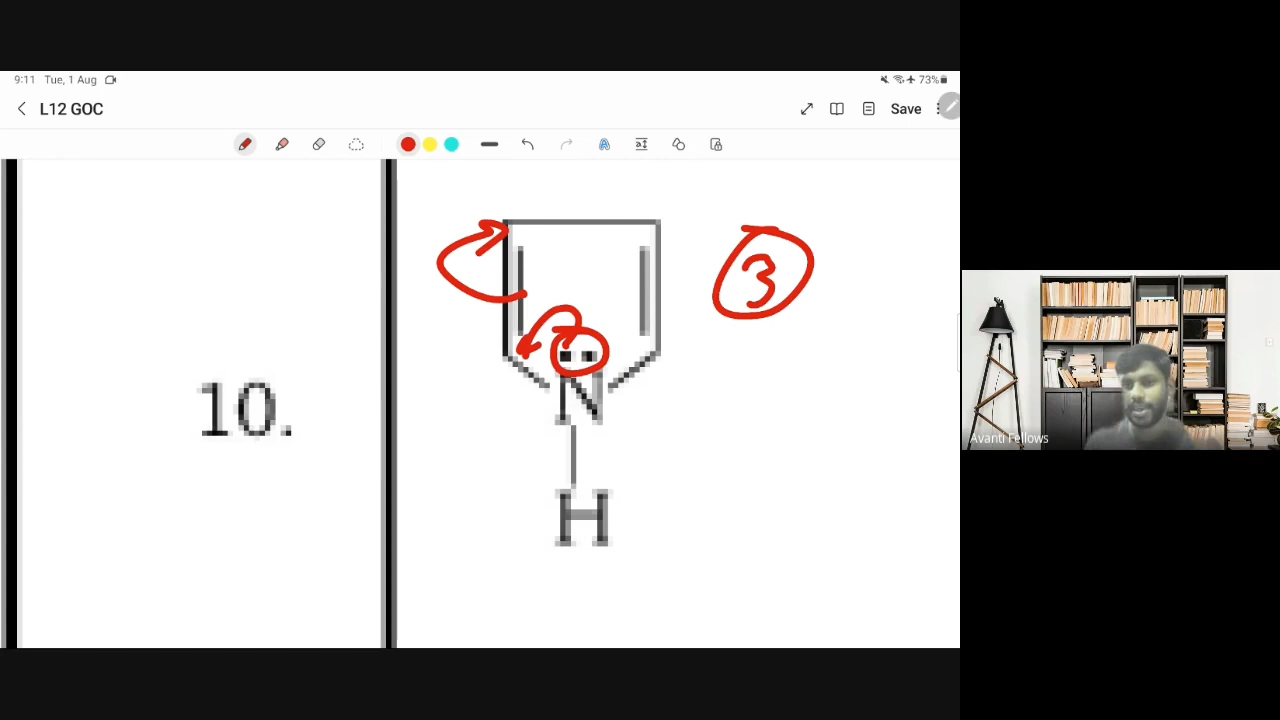 9:11 Tue, 1 Aug 73%
L12 GOC
Save
3
10.
N
H
Avanti Fellows